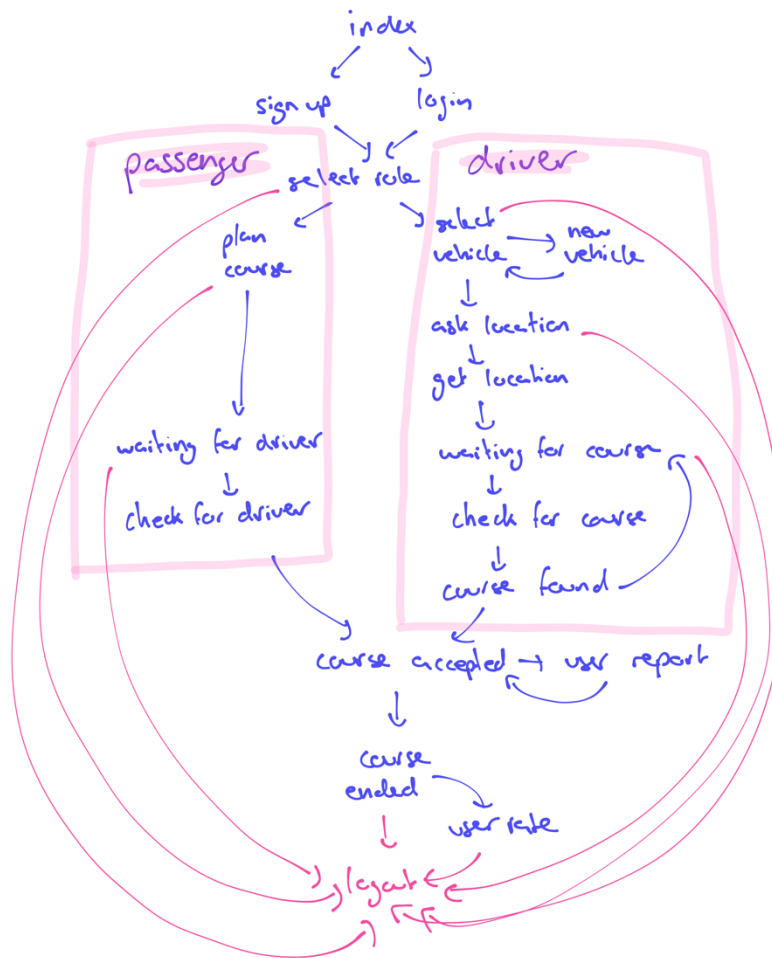 index
sign up
login
passenger
driver
select role
plan
course
select
vehicle
new
vehicle
ask location
get location
waiting for driver
waiting for course
check for driver
check for course
course found
course accepted
user report
course
ended
user rate
logout